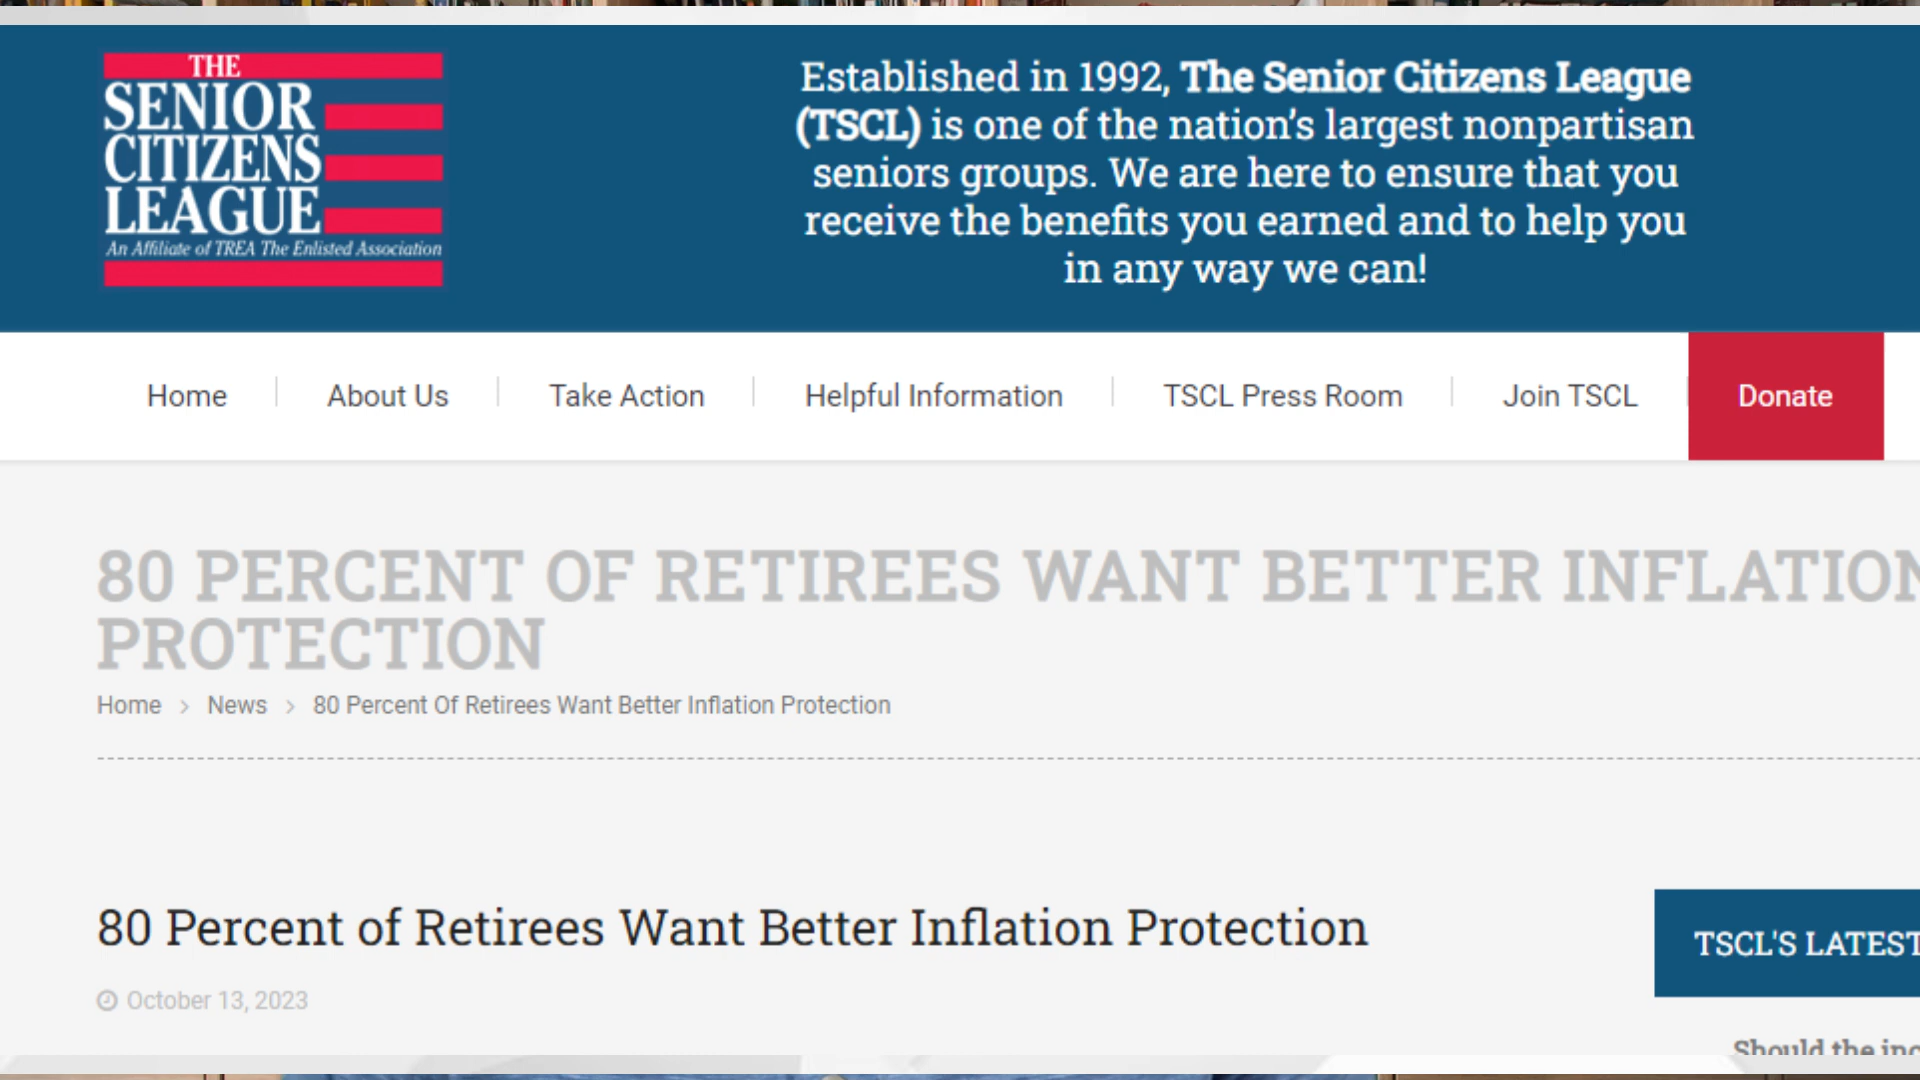 THE
SENIOR
CITIZENS
LEAGUE
An Affiliate of TREA The Enlisted Association
Established in 1992, The Senior Citizens League
(TSCL) is one of the nation's largest nonpartisan
seniors groups. We are here to ensure that you
receive the benefits you earned and to help you
in any way we can!
Home
About Us
Take Action
Helpful Information
TSCL Press Room
Join TSCL
Donate
80 PERCENT OF RETIREES WANT BETTER INFLATION
PROTECTION
Home > News > 80 Percent Of Retirees Want Better Inflation Protection
80 Percent of Retirees Want Better Inflation Protection
October 13, 2023
TSCL'S LATEST
Should the inc